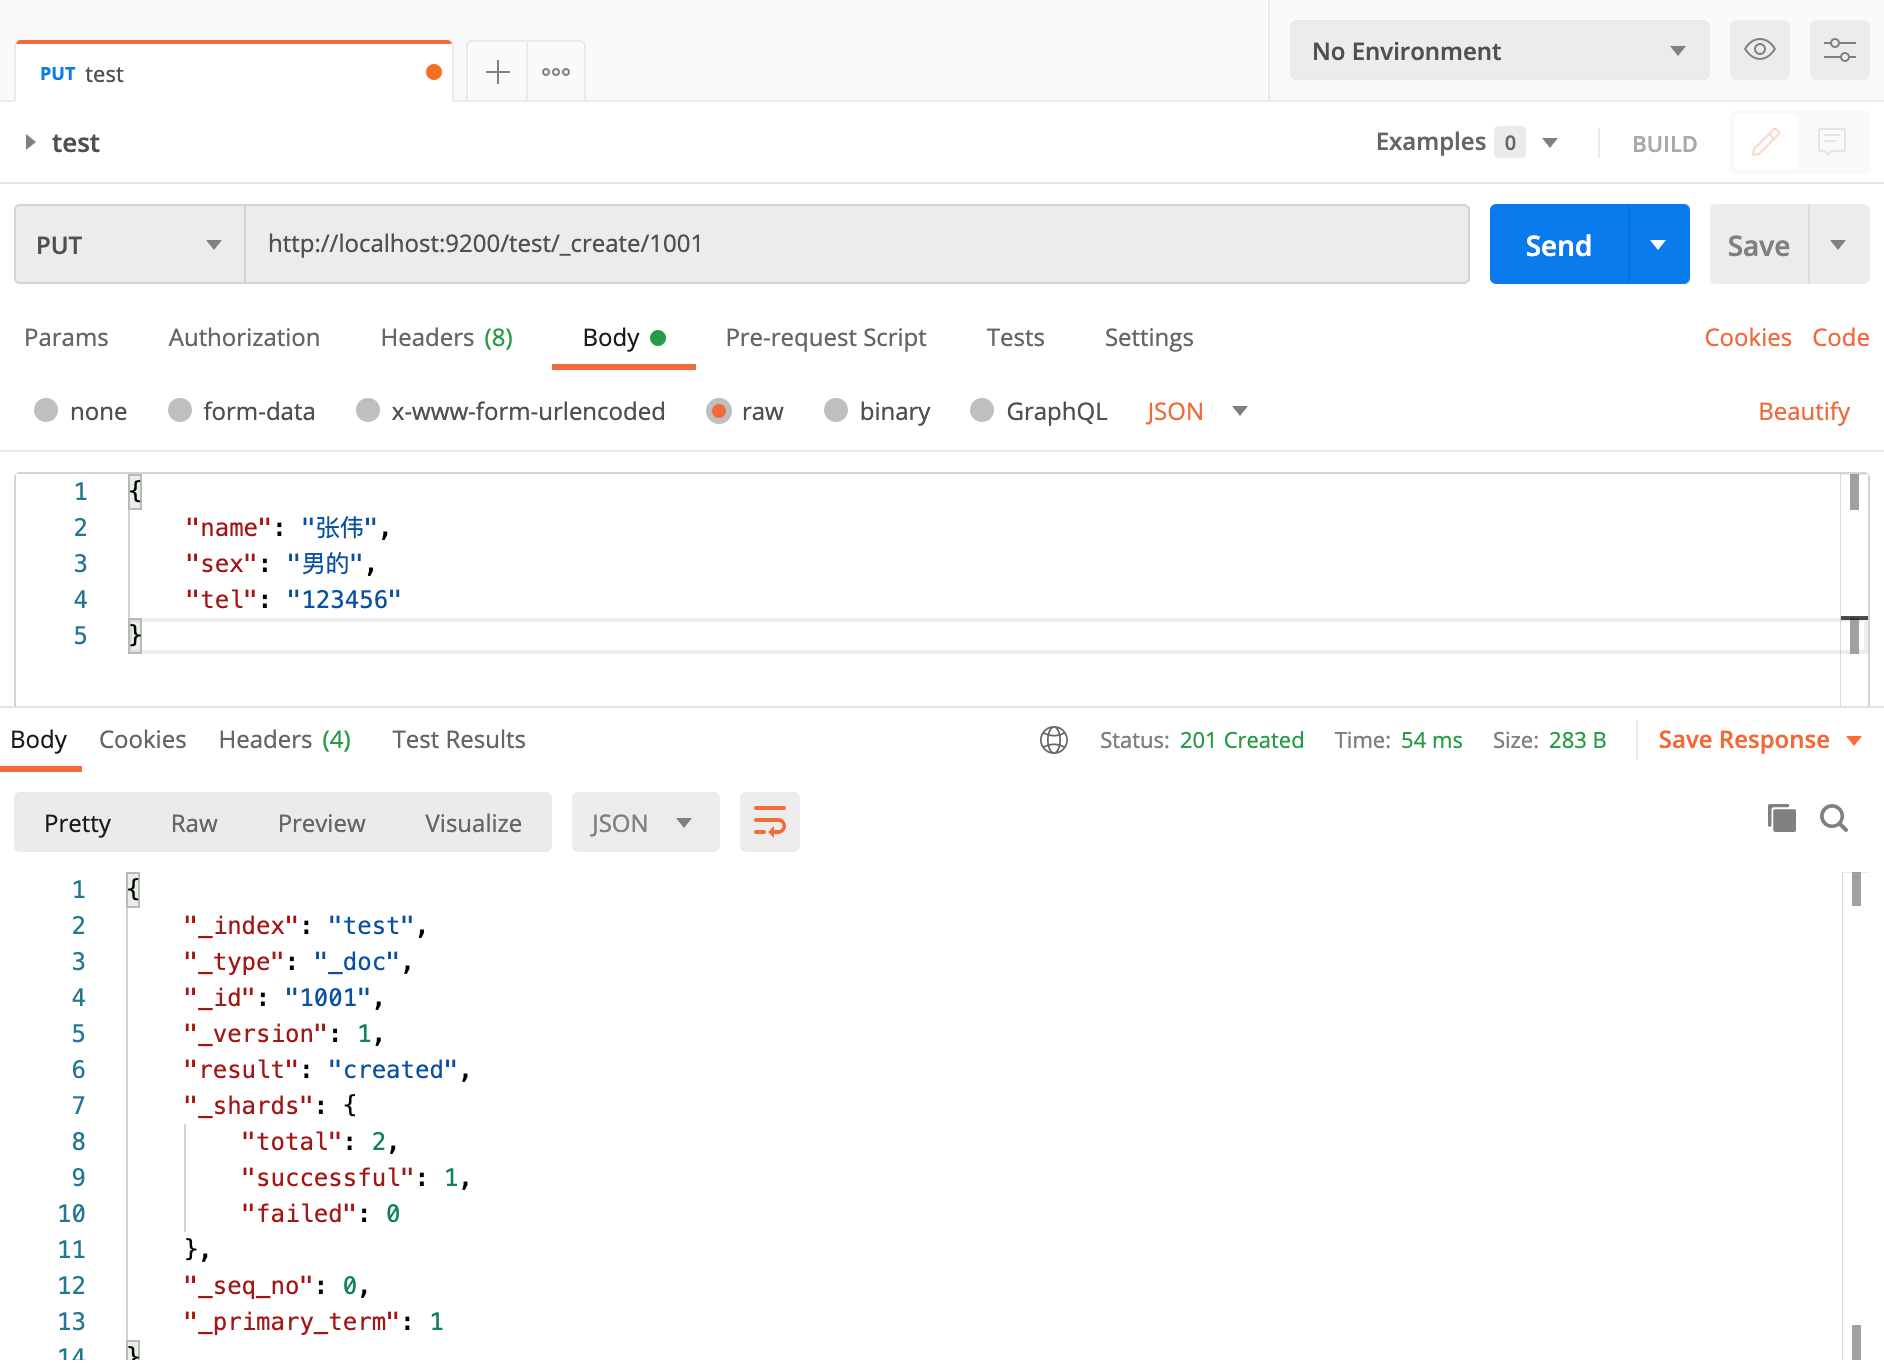 PUT test
No Environment
test
Examples 0
BUILD
PUT
http://localhost:9200/test/_create/1001
Send
Save
Params Authorization Headers (8) Body Pre-request Script Tests Settings Cookies Code
none form-data x-www-form-urlencoded raw binary GraphQL JSON Beautify
1 {
2 "name": "张伟",
3 "sex": "男的",
4 "tel": "123456"
5 }
Body Cookies Headers (4) Test Results Status: 201 Created Time: 54 ms Size: 283 B Save Response
Pretty Raw Preview Visualize JSON
1 {
2 "_index": "test",
3 "_type": "_doc",
4 "_id": "1001",
5 "_version": 1,
6 "result": "created",
7 "_shards": {
8 "total": 2,
9 "successful": 1,
10 "failed": 0
11 },
12 "_seq_no": 0,
13 "_primary_term": 1
14 }